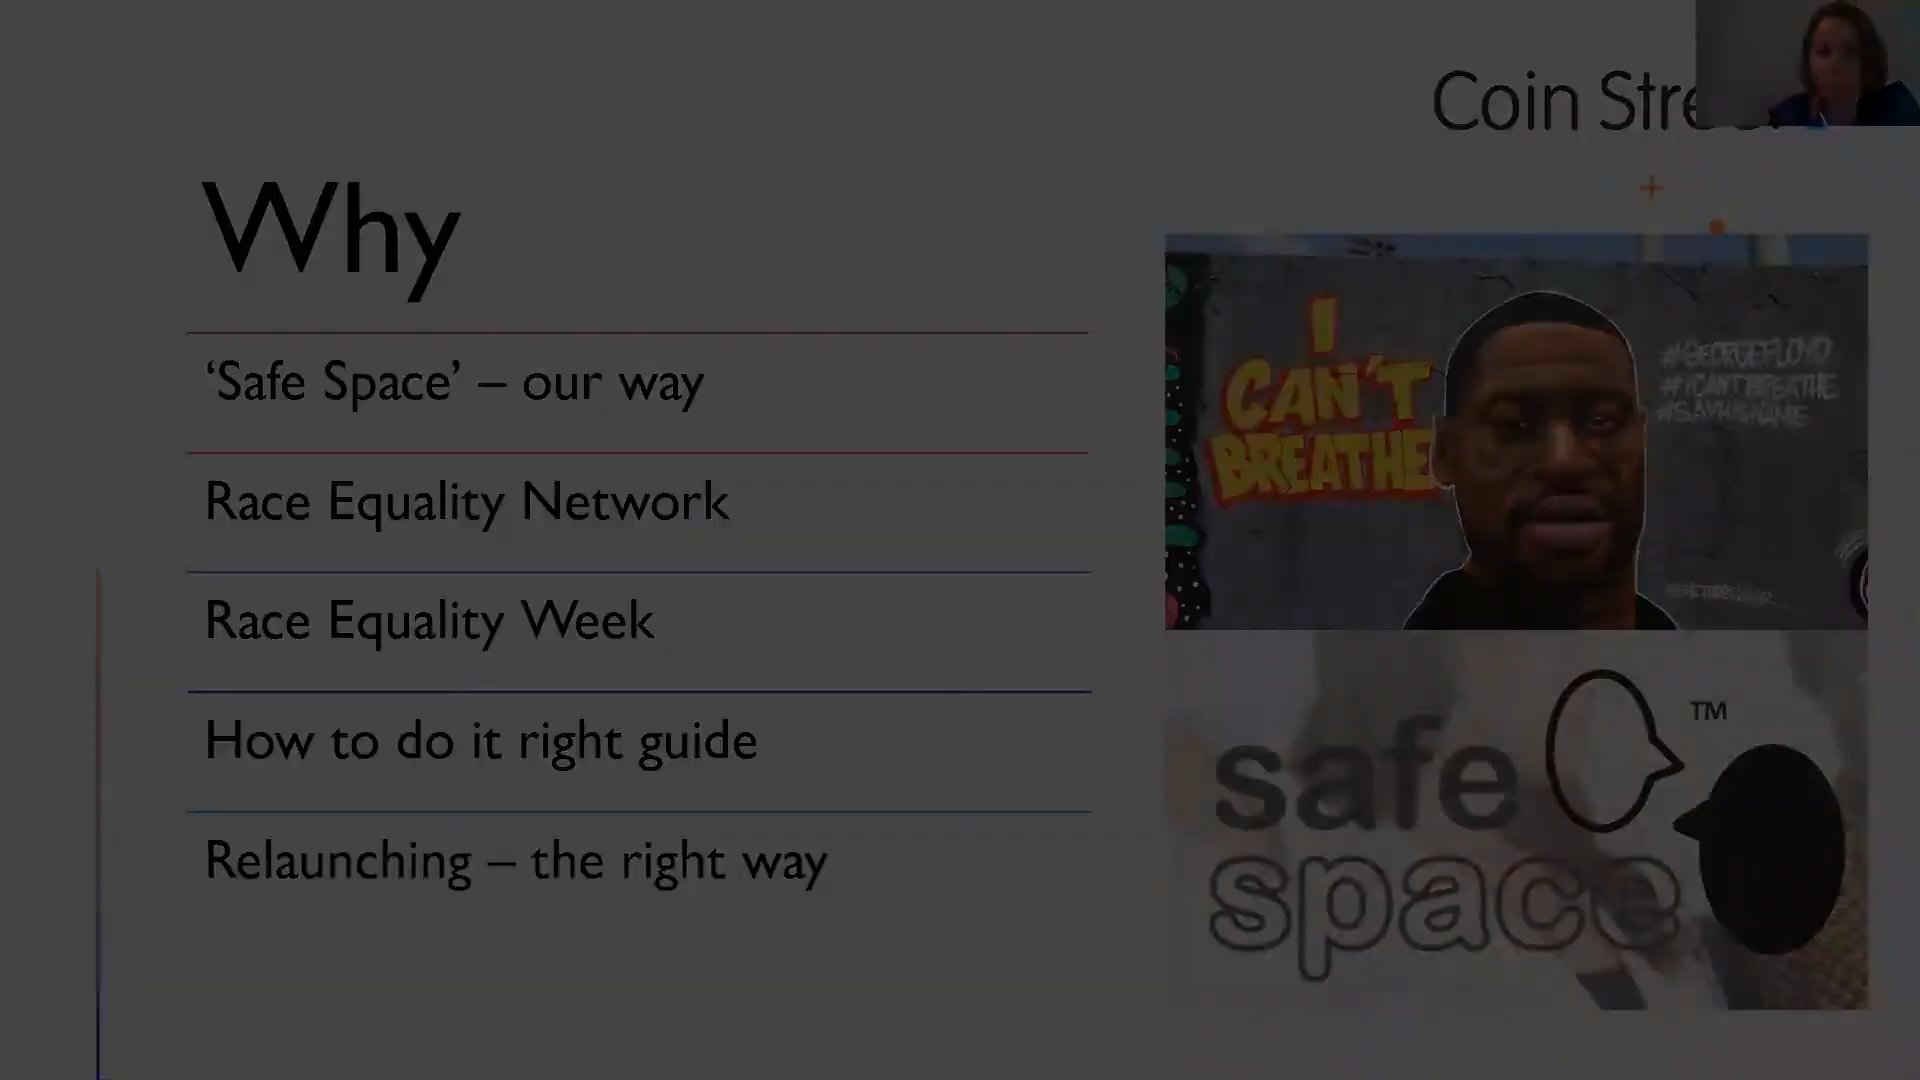 Coin Stre
Why
‘Safe Space’ – our way
Race Equality Network
Race Equality Week
How to do it right guide
Relaunching – the right way
I
CAN'T
BREATHE
#GEORGEFLOYD
#ICANTBREATHE
#SAYHISNAME
safe
space
TM